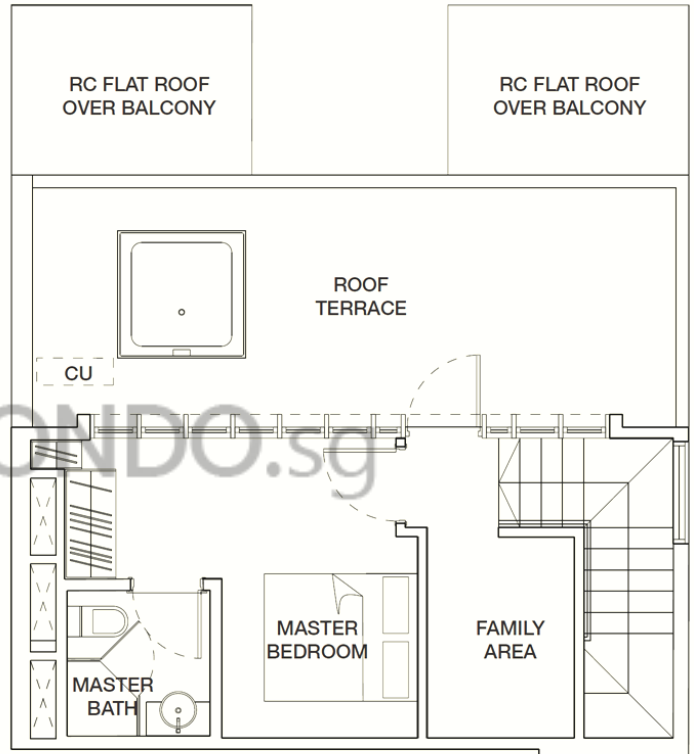 RC FLAT ROOF
OVER BALCONY
RC FLAT ROOF
OVER BALCONY
ROOF
TERRACE
CU
ONDO.sg
MASTER
BEDROOM
FAMILY
AREA
MASTER
BATH